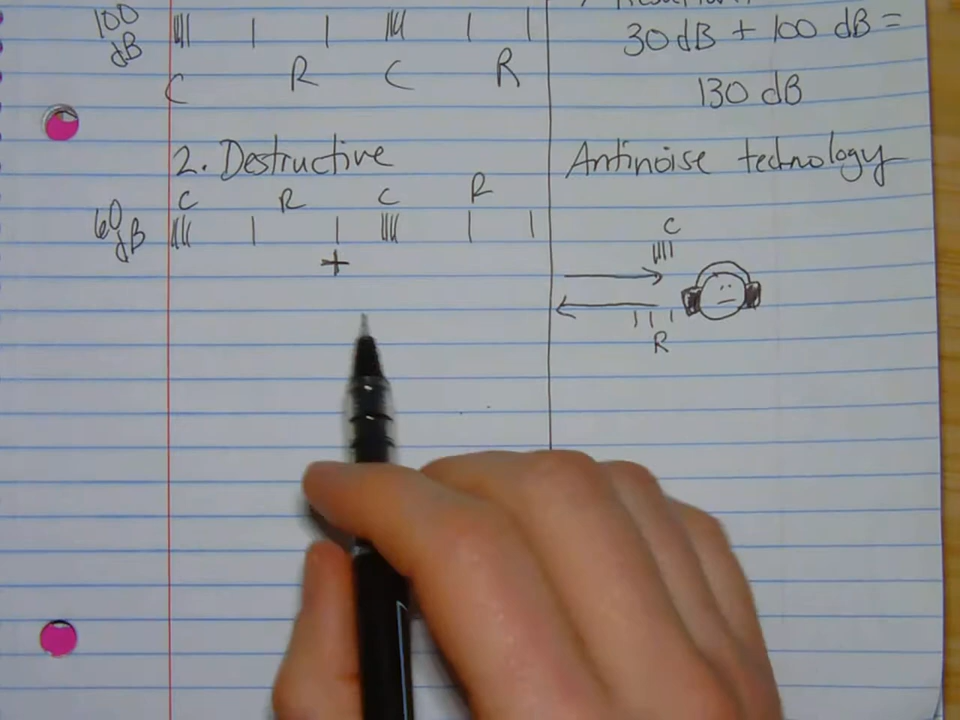 100 dB
C R C R
30 dB + 100 dB =
130 dB
2. Destructive
Antinoise technology
C R C R
60 dB
+
C
R